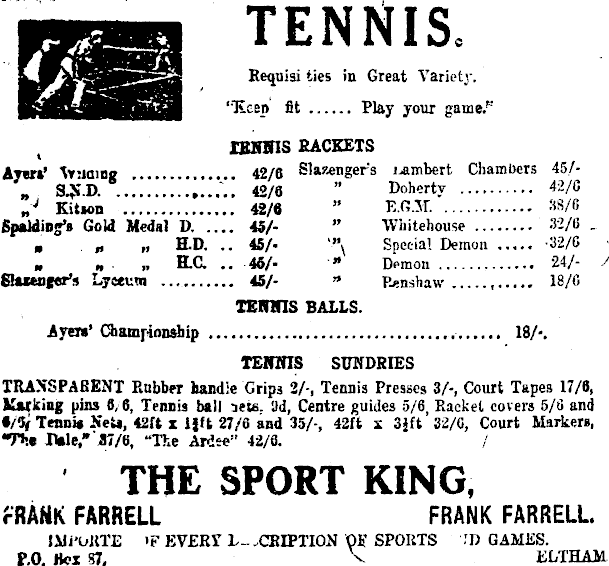 TENNIS.
Requisities in Great Variety.
"Keep fit ...... Play your game."
TENNIS RACKETS
Ayers' Wilding .............. 42/6 Slazenger's Lambert Chambers 45/-
„ S.N.D. .............. 42/6 " Doherty .......... 42/6
„ Kitson .............. 42/6 " E.G.M. ............ 38/6
Spalding's Gold Medal D. .... 45/- " Whitehouse ........ 32/6
„ „ „ H.D. .. 45/- " Special Demon ..... 32/6
„ „ „ H.C. .. 45/- " Demon ............ 24/-
Slazenger's Lyceum .......... 45/- " Renshaw .......... 18/6
TENNIS BALLS.
Ayers' Championship ...................................... 18/-.
TENNIS SUNDRIES
TRANSPARENT Rubber handle Grips 2/-, Tennis Presses 3/-, Court Tapes 17/6,
Marking pins 6/6, Tennis ball nets, 9d, Centre guides 5/6, Racket covers 5/6 and
Tennis Nets, 42ft x 27/6 and 35/-, 42ft x 3½ft 32/6, Court Markers,
"The Dale," 37/6, "The Ardee" 42/6.
THE SPORT KING,
FRANK FARRELL FRANK FARRELL.
OF EVERY OF SPORTS GAMES.
P.O. Box 87, ELTHAM